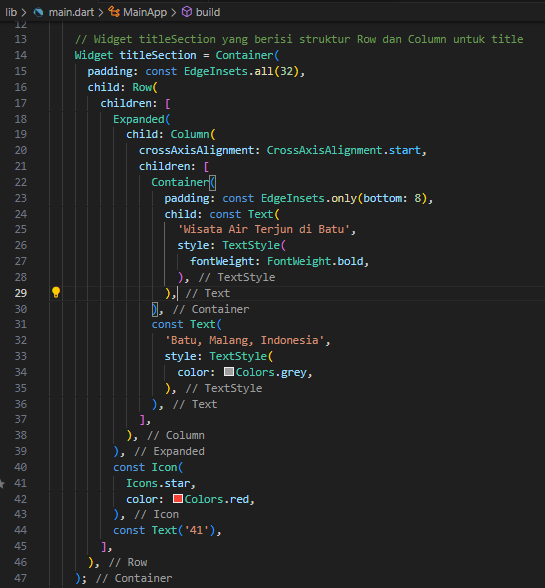 lib > main.dart > MainApp > build
12
13 // Widget titleSection yang berisi struktur Row dan Column untuk title
14 Widget titleSection = Container(
15 padding: const EdgeInsets.all(32),
16 child: Row(
17 children: [
18 Expanded(
19 child: Column(
20 crossAxisAlignment: CrossAxisAlignment.start,
21 children: [
22 Container(
23 padding: const EdgeInsets.only(bottom: 8),
24 child: const Text(
25 'Wisata Air Terjun di Batu',
26 style: TextStyle(
27 fontWeight: FontWeight.bold,
28 ), // TextStyle
29 ), // Text
30 ), // Container
31 const Text(
32 'Batu, Malang, Indonesia',
33 style: TextStyle(
34 color: Colors.grey,
35 ), // TextStyle
36 ), // Text
37 ],
38 ), // Column
39 ), // Expanded
40 const Icon(
41 Icons.star,
42 color: Colors.red,
43 ), // Icon
44 const Text('41'),
45 ],
46 ), // Row
47 ); // Container